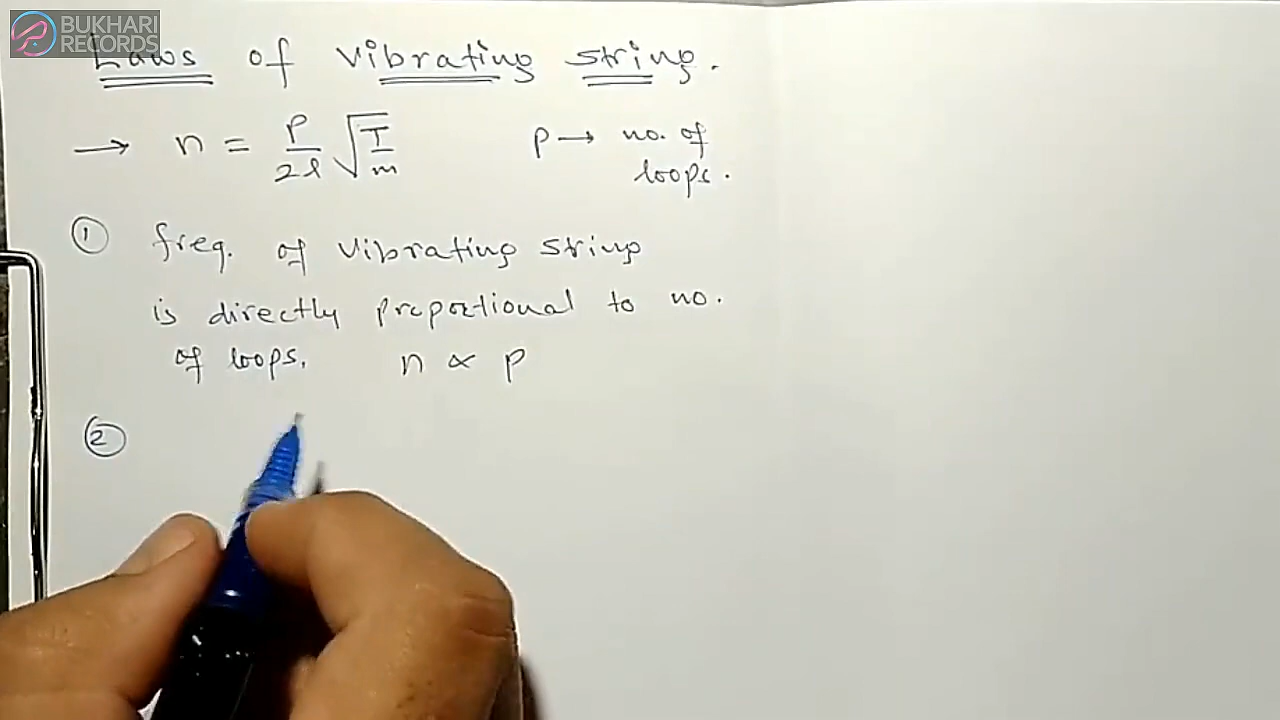 BUKHARI
RECORDS
Laws of vibrating string.
→ n = P/2l √T/m p → no. of
loops.
① freq. of vibrating string
is directly proportional to no.
of loops. n ∝ p
②